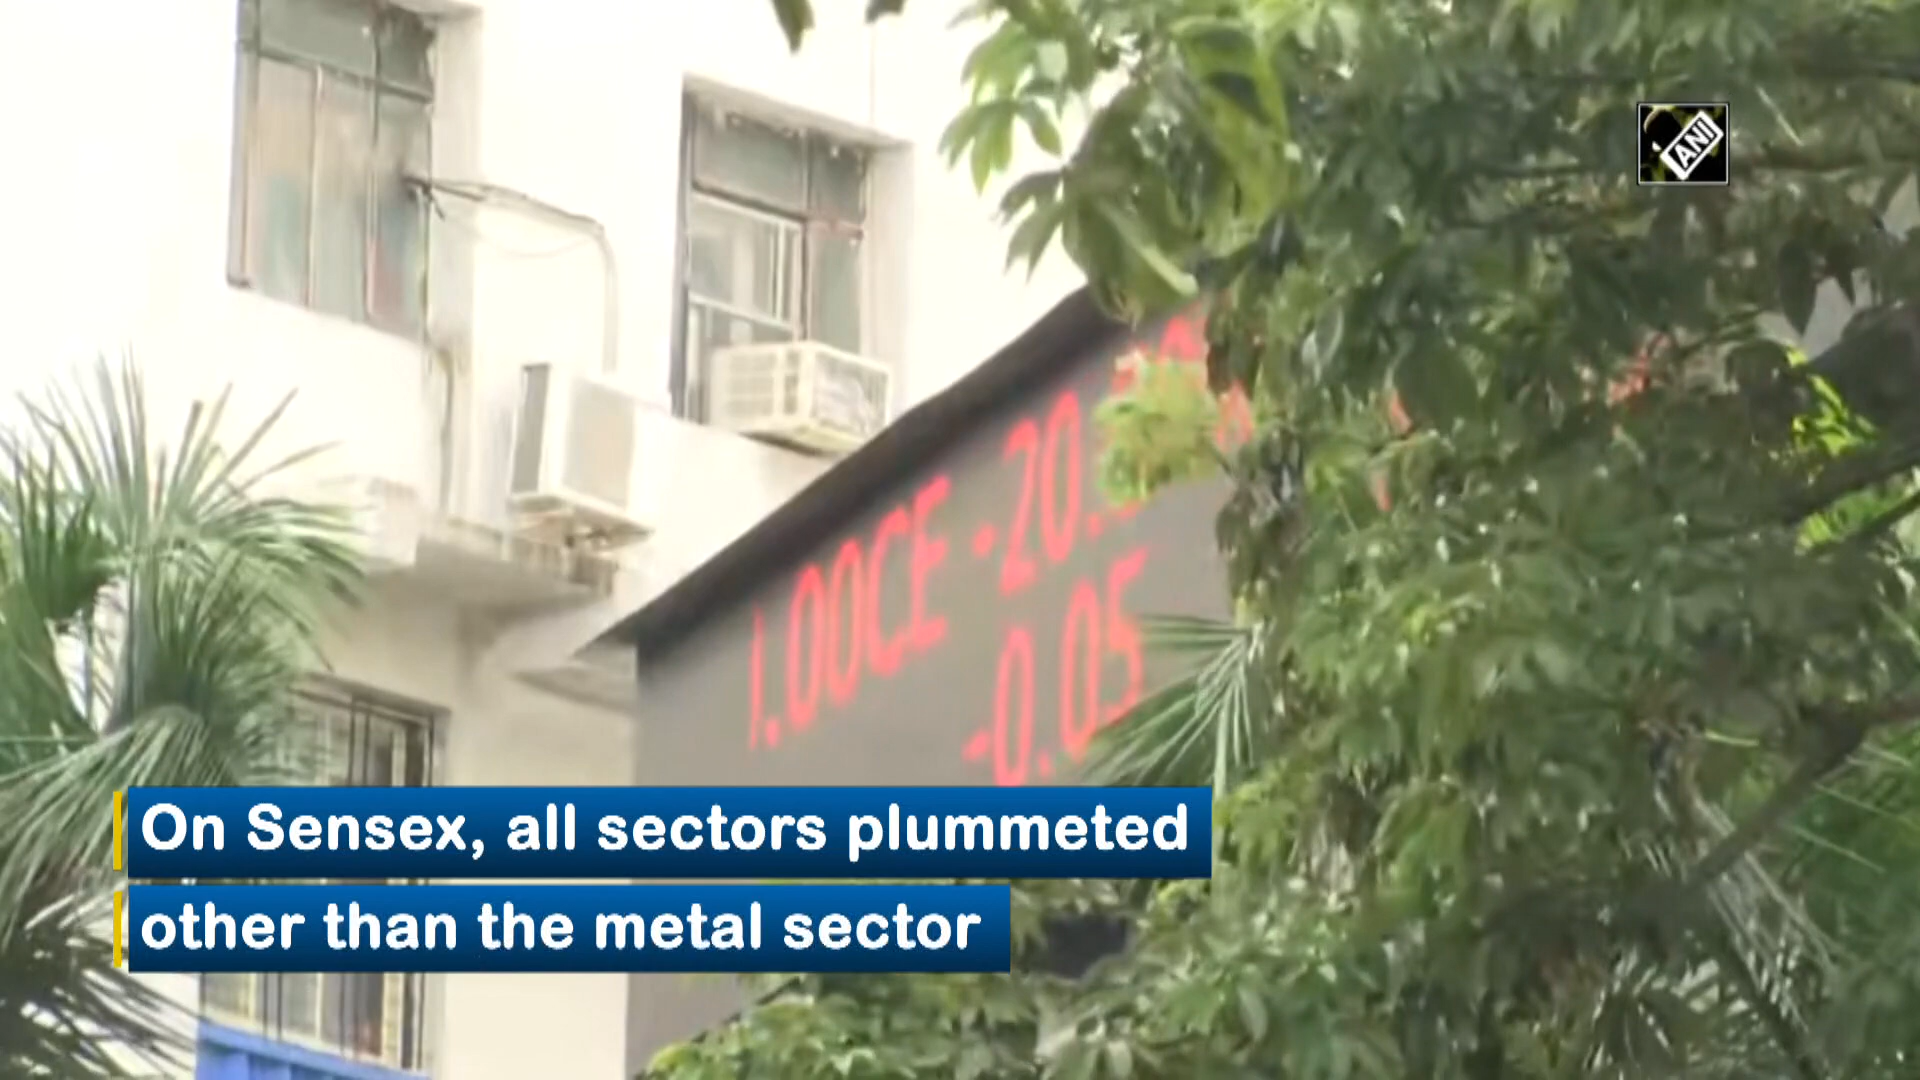 ANI
1.00CE -20.
-0.05
On Sensex, all sectors plummeted
other than the metal sector